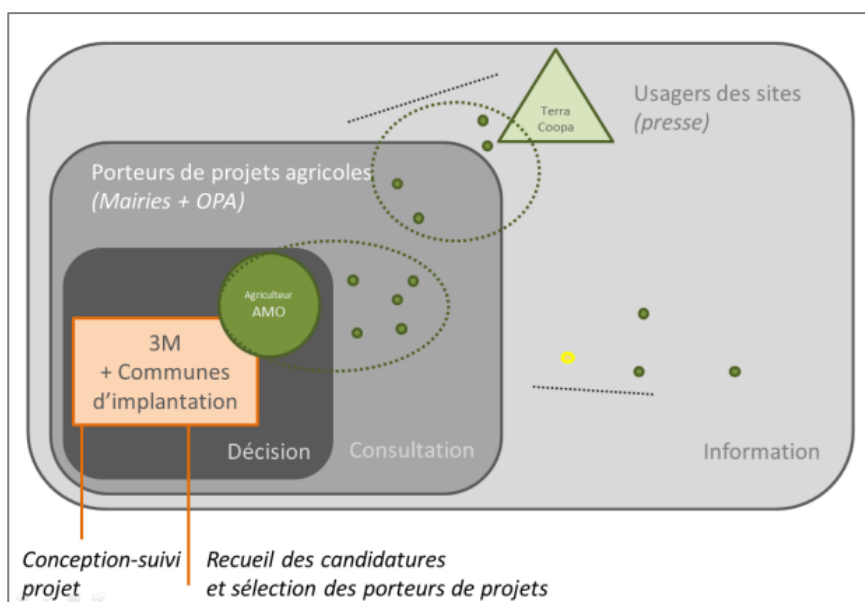 Terra
Coopa
Usagers des sites
(presse)
Porteurs de projets agricoles
(Mairies + OPA)
Agriculteur
AMO
3M
+ Communes
d'implantation
Décision
Consultation
Information
Conception-suivi
projet
Recueil des candidatures
et sélection des porteurs de projets